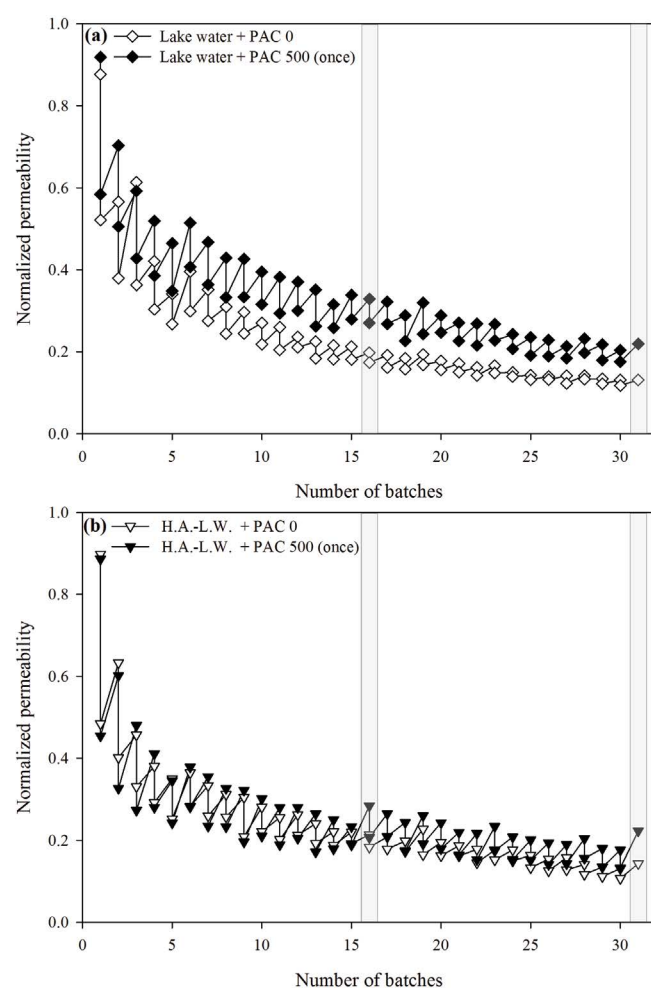 (a)
Lake water + PAC 0
Lake water + PAC 500 (once)
1.0
0.8
0.6
0.4
0.2
0.0
Normalized permeability
0 5 10 15 20 25 30
Number of batches
(b)
H.A.-L.W. + PAC 0
H.A.-L.W. + PAC 500 (once)
1.0
0.8
0.6
0.4
0.2
0.0
Normalized permeability
0 5 10 15 20 25 30
Number of batches